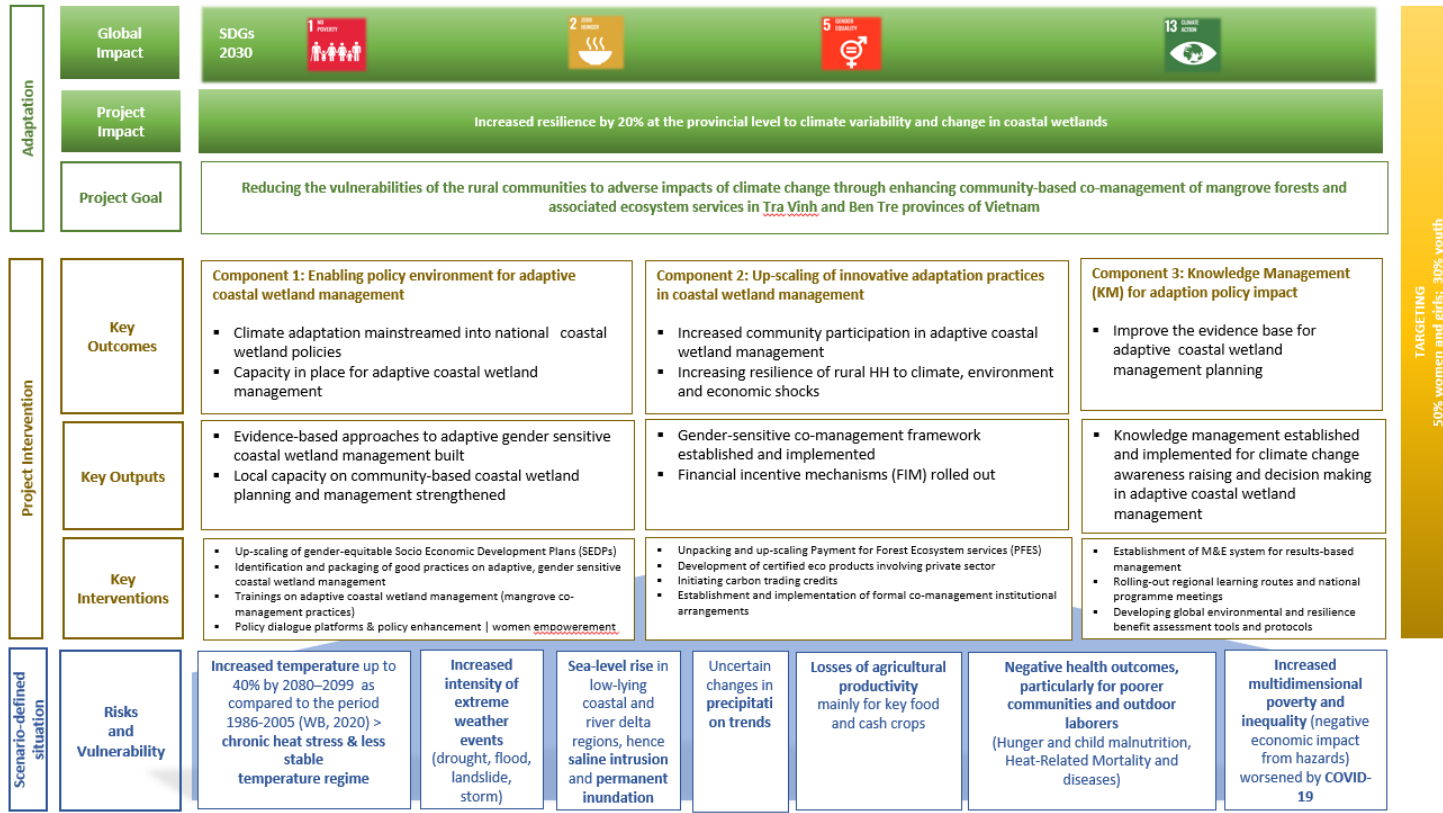 Adaptation
Global
Impact
SDGs
2030
1 NO
POVERTY
2 ZERO
HUNGER
5 GENDER
EQUALITY
13 CLIMATE
ACTION
Project
Impact
Increased resilience by 20% at the provincial level to climate variability and change in coastal wetlands
Project Goal
Reducing the vulnerabilities of the rural communities to adverse impacts of climate change through enhancing community-based co-management of mangrove forests and
associated ecosystem services in Tra Vinh and Ben Tre provinces of Vietnam
TARGETING
50% women and girls; 30% youth
Project Intervention
Key
Outcomes
Component 1: Enabling policy environment for adaptive
coastal wetland management
▪ Climate adaptation mainstreamed into national coastal
wetland policies
▪ Capacity in place for adaptive coastal wetland
management
Component 2: Up-scaling of innovative adaptation practices
in coastal wetland management
▪ Increased community participation in adaptive coastal
wetland management
▪ Increasing resilience of rural HH to climate, environment
and economic shocks
Component 3: Knowledge Management
(KM) for adaption policy impact
▪ Improve the evidence base for
adaptive coastal wetland
management planning
Key Outputs
▪ Evidence-based approaches to adaptive gender sensitive
coastal wetland management built
▪ Local capacity on community-based coastal wetland
planning and management strengthened
▪ Gender-sensitive co-management framework
established and implemented
▪ Financial incentive mechanisms (FIM) rolled out
▪ Knowledge management established
and implemented for climate change
awareness raising and decision making
in adaptive coastal wetland
management
Key
Interventions
▪ Up-scaling of gender-equitable Socio Economic Development Plans (SEDPs)
▪ Identification and packaging of good practices on adaptive, gender sensitive
coastal wetland management
▪ Trainings on adaptive coastal wetland management (mangrove co-
management practices)
▪ Policy dialogue platforms & policy enhancement | women empowerement
▪ Unpacking and up-scaling Payment for Forest Ecosystem services (PFES)
▪ Development of certified eco products involving private sector
▪ Initiating carbon trading credits
▪ Establishment and implementation of formal co-management institutional
arrangements
▪ Establishment of M&E system for results-based
management
▪ Rolling-out regional learning routes and national
programme meetings
▪ Developing global environmental and resilience
benefit assessment tools and protocols
Scenario-defined
situation
Risks
and
Vulnerability
Increased temperature up to
40% by 2080–2099 as
compared to the period
1986-2005 (WB, 2020) >
chronic heat stress & less
stable
temperature regime
Increased
intensity of
extreme
weather
events
(drought, flood,
landslide,
storm)
Sea-level rise in
low-lying
coastal and
river delta
regions, hence
saline intrusion
and permanent
inundation
Uncertain
changes in
precipitati
on trends
Losses of agricultural
productivity
mainly for key food
and cash crops
Negative health outcomes,
particularly for poorer
communities and outdoor
laborers
(Hunger and child malnutrition,
Heat-Related Mortality and
diseases)
Increased
multidimensional
poverty and
inequality (negative
economic impact
from hazards)
worsened by COVID-
19